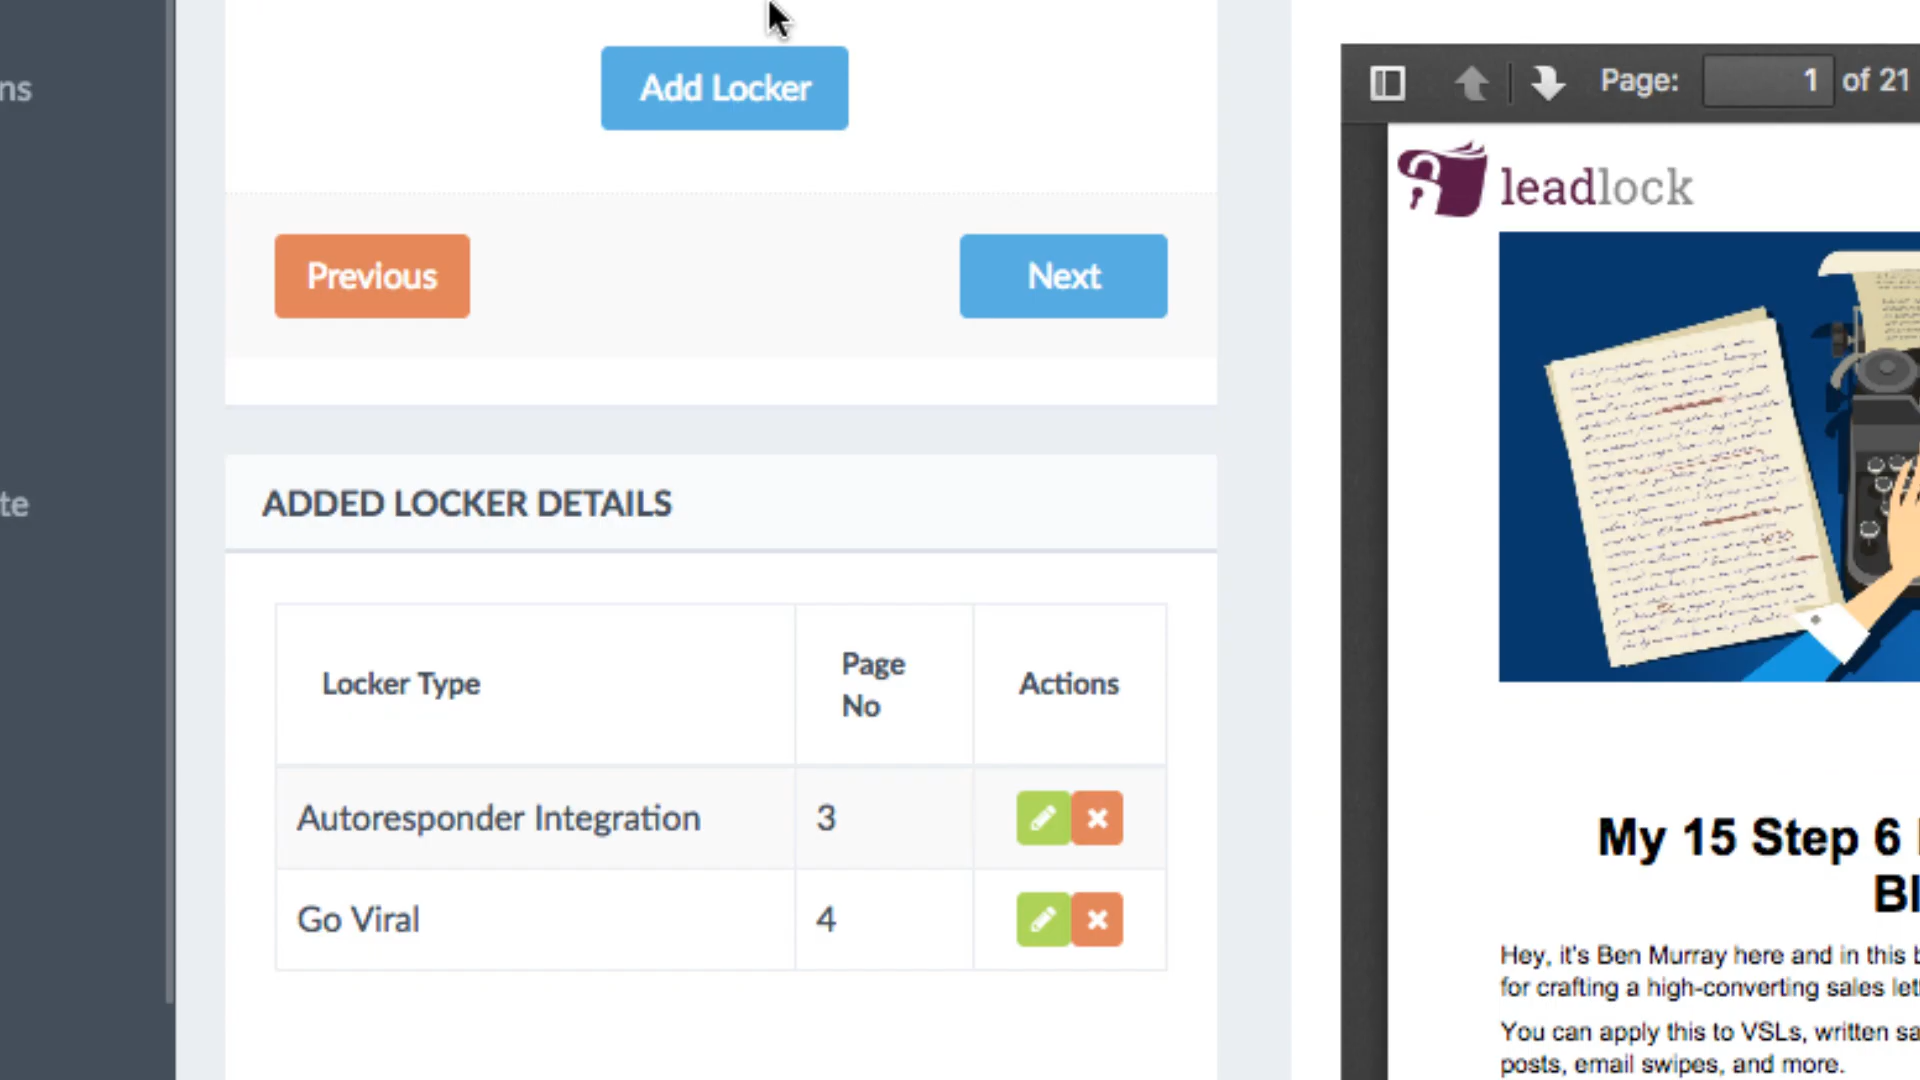 ns
te
Add Locker
Previous
Next
ADDED LOCKER DETAILS
Locker Type
Page
No
Actions
Autoresponder Integration
3
Go Viral
4
Page:
1
of 21
leadlock
My 15 Step 6
Bl
Hey, it's Ben Murray here and in this b
for crafting a high-converting sales lett
You can apply this to VSLs, written sa
posts, email swipes, and more.